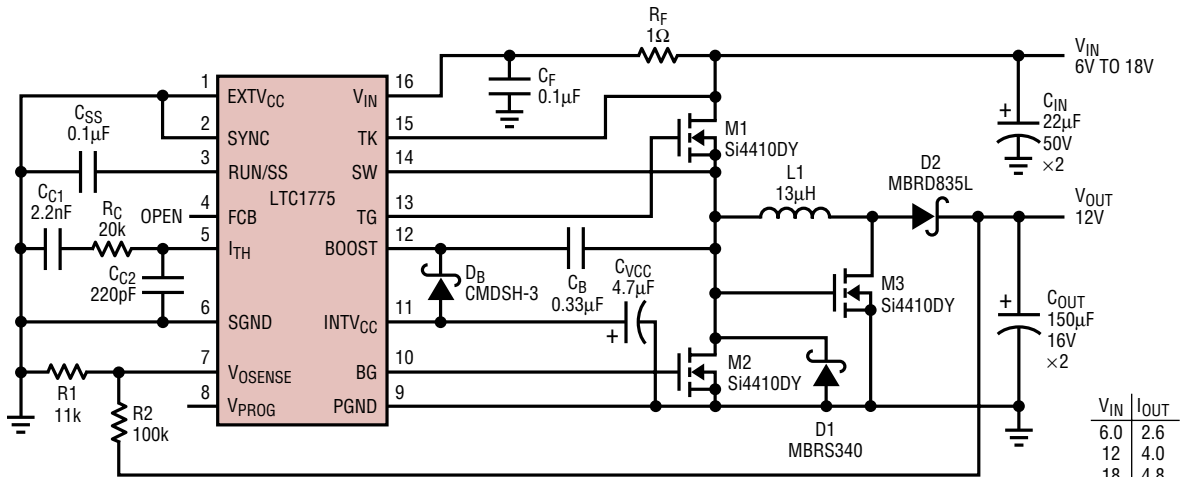 RF
1Ω
VIN
6V TO 18V
CF
0.1µF
CIN
22µF
50V
×2
+
1
EXTVCC
2
SYNC
3
RUN/SS
4
FCB
5
ITH
6
SGND
7
VOSENSE
8
VPROG
LTC1775
16
VIN
15
TK
14
SW
13
TG
12
BOOST
11
INTVCC
10
BG
9
PGND
CSS
0.1µF
CC1
2.2nF
RC
20k
OPEN
CC2
220pF
R1
11k
R2
100k
M1
Si4410DY
L1
13µH
D2
MBRD835L
VOUT
12V
DB
CMDSH-3
CB
0.33µF
CVCC
4.7µF
+
M3
Si4410DY
M2
Si4410DY
D1
MBRS340
+
COUT
150µF
16V
×2
VIN IOUT
6.0 2.6
12 4.0
18 4.8